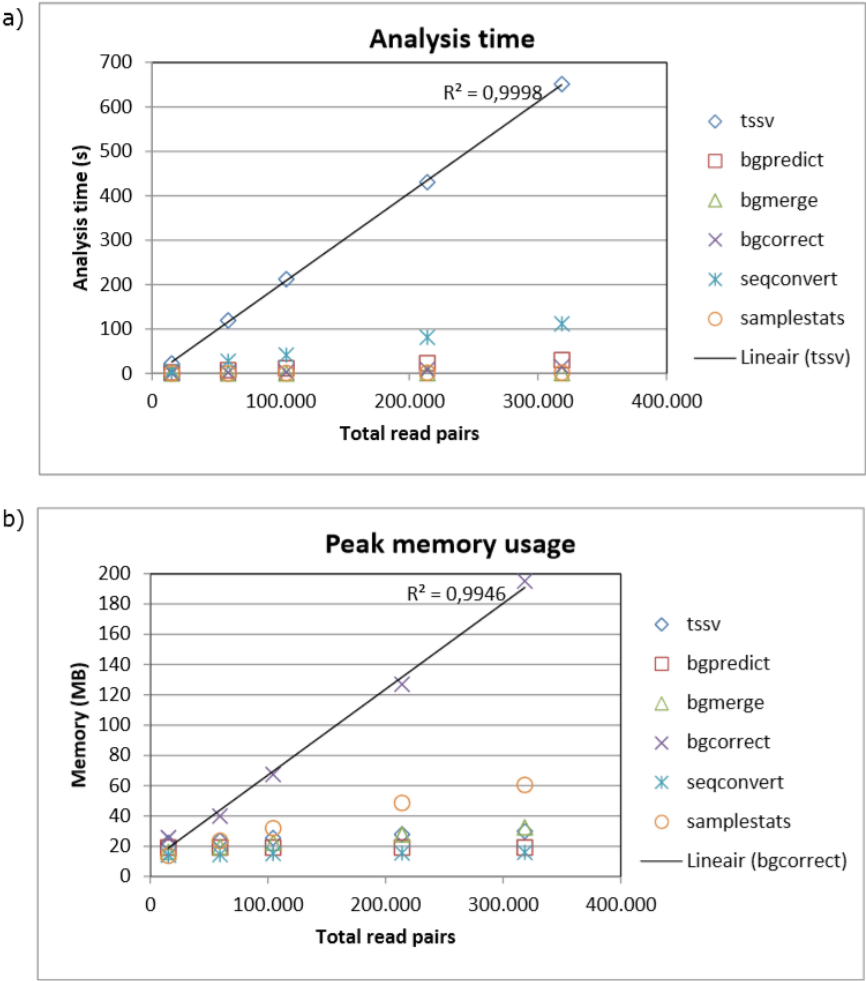 a)
Analysis time
700
600
500
400
300
200
100
0
Analysis time (s)
R² = 0,9998
0 100.000 200.000 300.000 400.000
Total read pairs
tssv
bgpredict
bgmerge
bgcorrect
seqconvert
samplestats
Lineair (tssv)
b)
Peak memory usage
200
180
160
140
120
100
80
60
40
20
0
Memory (MB)
R² = 0,9946
0 100.000 200.000 300.000 400.000
Total read pairs
tssv
bgpredict
bgmerge
bgcorrect
seqconvert
samplestats
Lineair (bgcorrect)